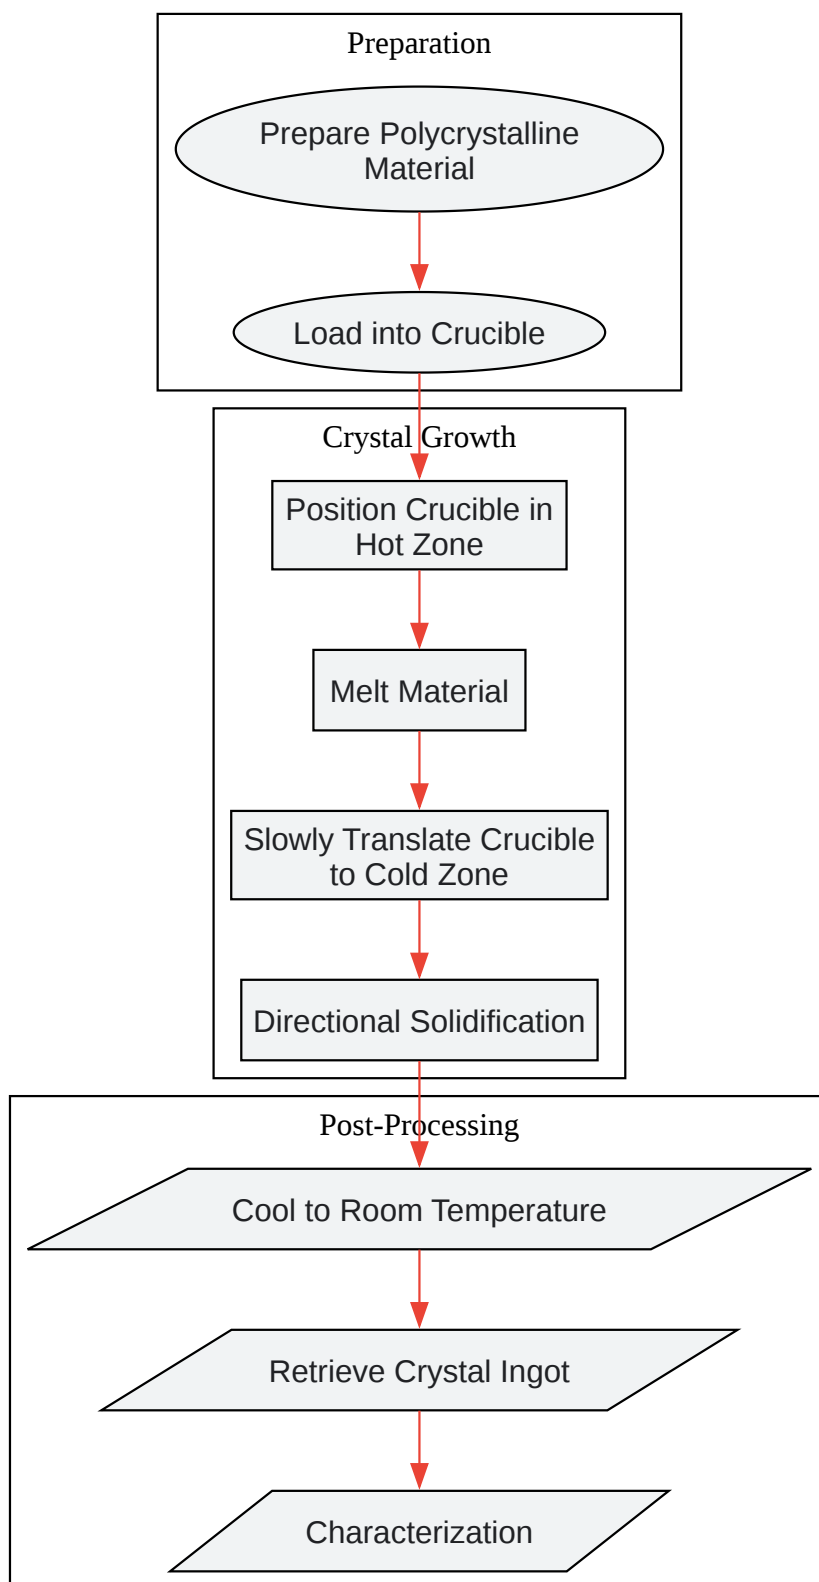 Preparation
Prepare Polycrystalline
Material
Load into Crucible
Crystal Growth
Position Crucible in
Hot Zone
Melt Material
Slowly Translate Crucible
to Cold Zone
Directional Solidification
Post-Processing
Cool to Room Temperature
Retrieve Crystal Ingot
Characterization